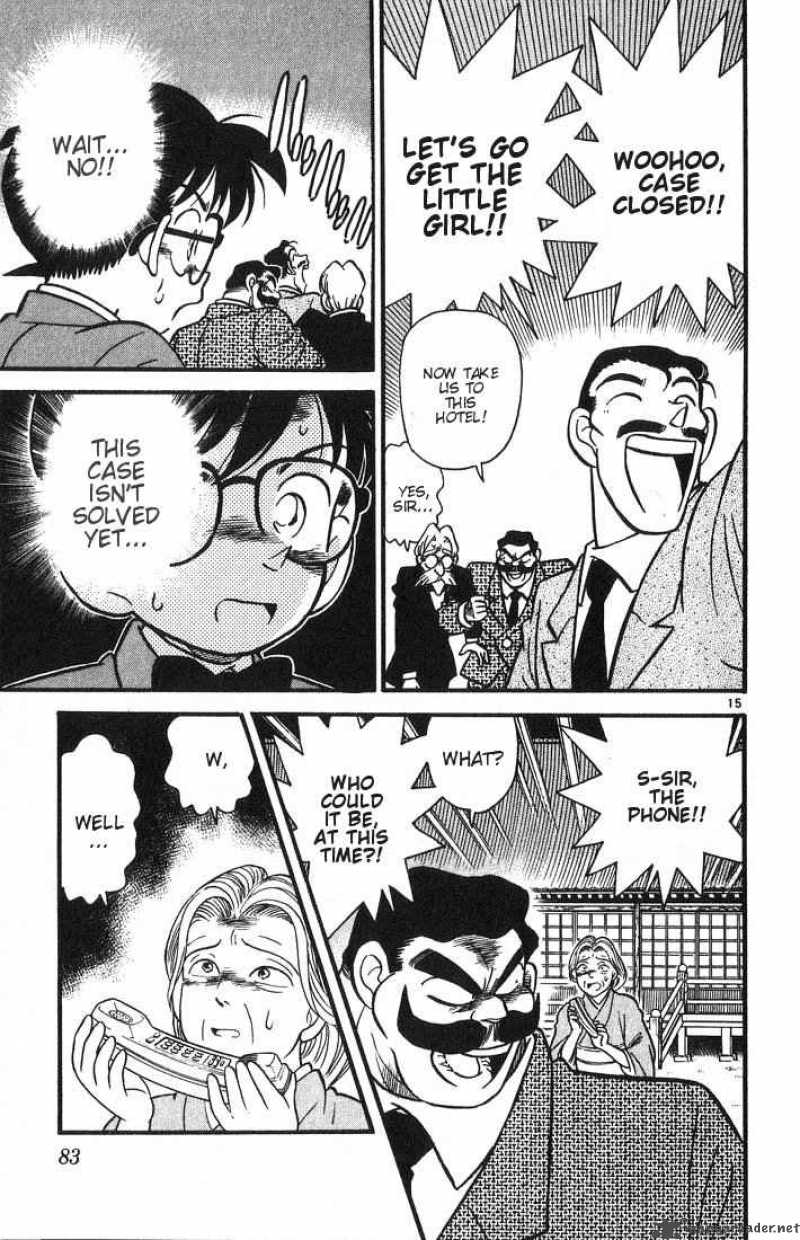 WOOHOO,
CASE
CLOSED!!
LET'S GO
GET THE
LITTLE
GIRL!!
NOW TAKE
US TO
THIS
HOTEL!
YES,
SIR...
WAIT...
NO!!
THIS
CASE
ISN'T
SOLVED
YET...
15
S-SIR,
THE
PHONE!!
WHAT?
WHO
COULD
IT BE,
AT THIS
TIME?!
W,
WELL
...
83